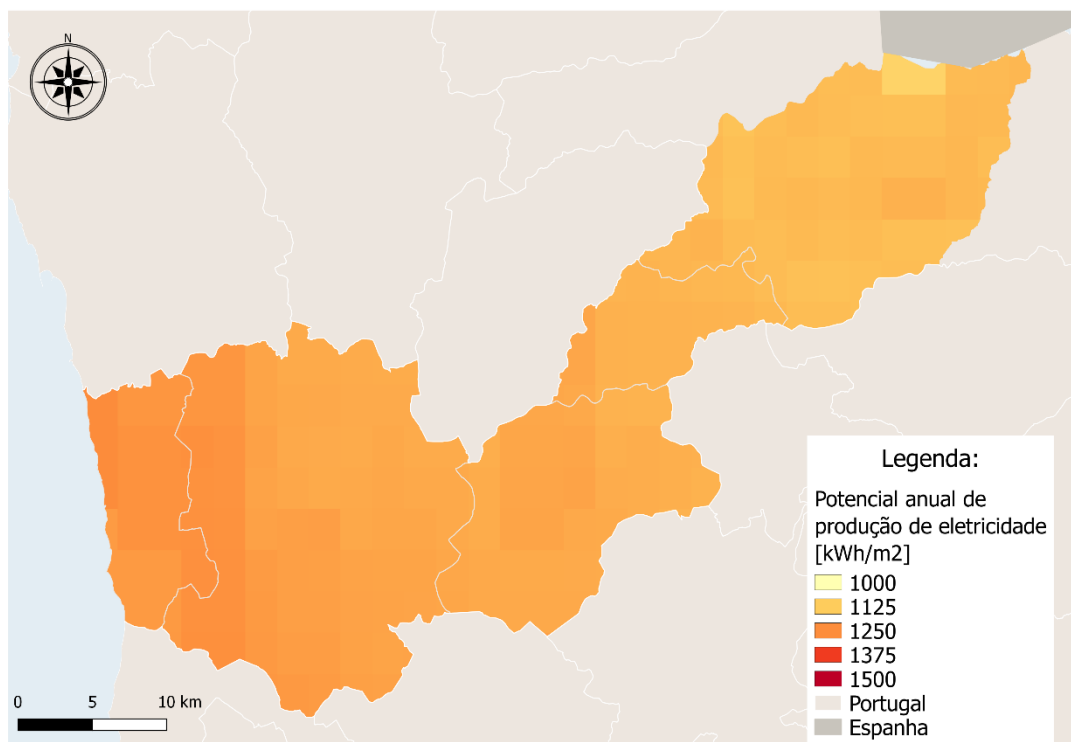 N
Legenda:
Potencial anual de
produção de eletricidade
[kWh/m2]
1000
1125
1250
1375
1500
Portugal
Espanha
0 5 10 km